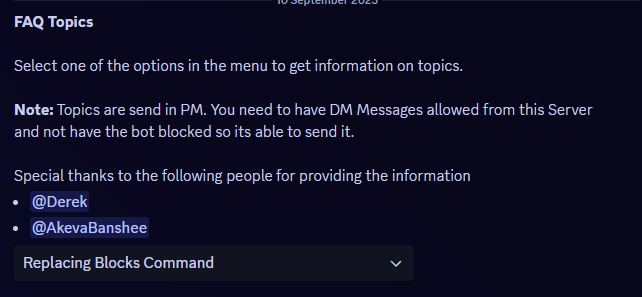 10 September 2023
FAQ Topics
Select one of the options in the menu to get information on topics.
Note: Topics are send in PM. You need to have DM Messages allowed from this Server
and not have the bot blocked so its able to send it.
Special thanks to the following people for providing the information
• @Derek
• @AkevaBanshee
Replacing Blocks Command